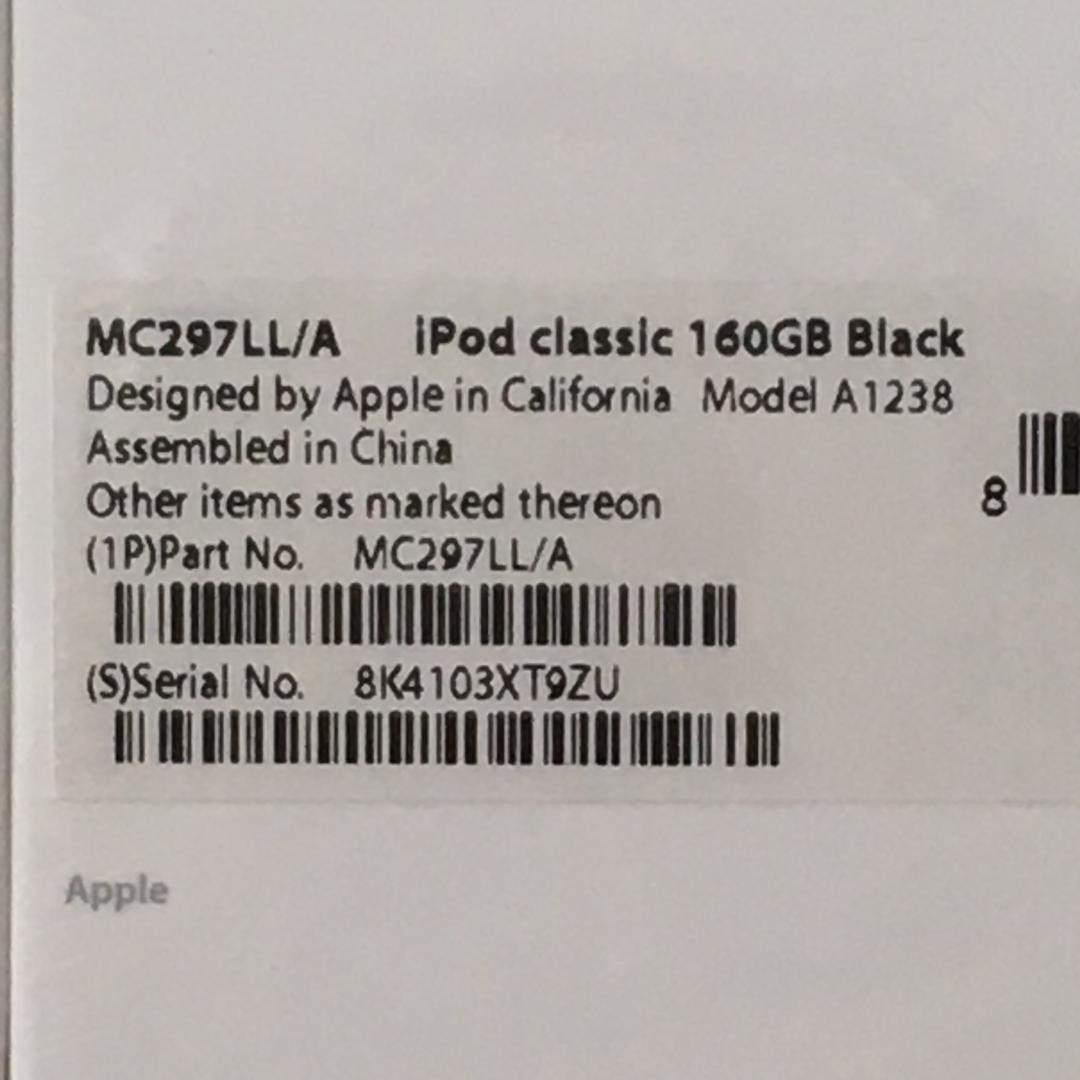 MC297LL/A iPod classic 160GB Black
Designed by Apple in California Model A1238
Assembled in China
Other items as marked thereon
(1P)Part No. MC297LL/A
(S)Serial No. 8K4103XT9ZU
8
Apple